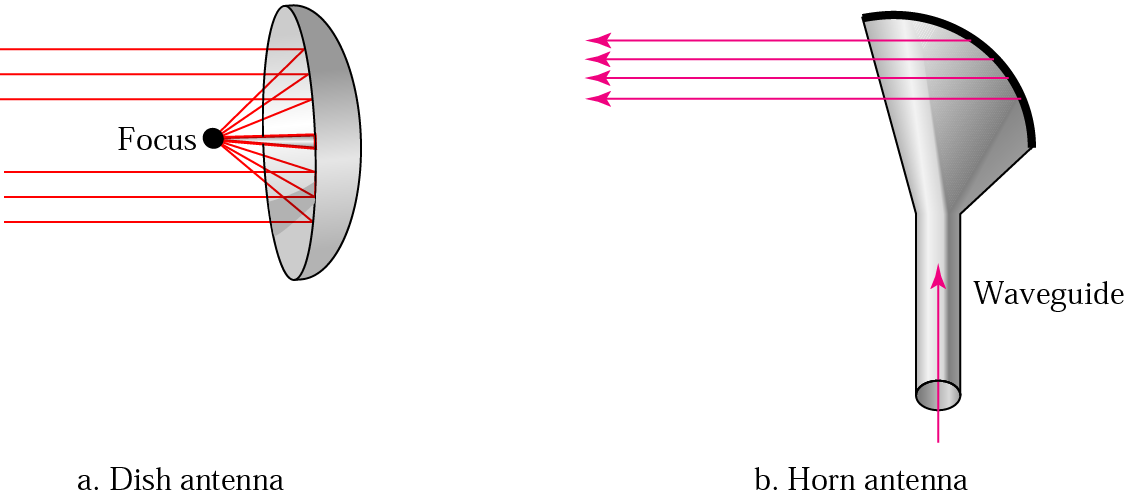 Focus
Waveguide
a. Dish antenna
b. Horn antenna